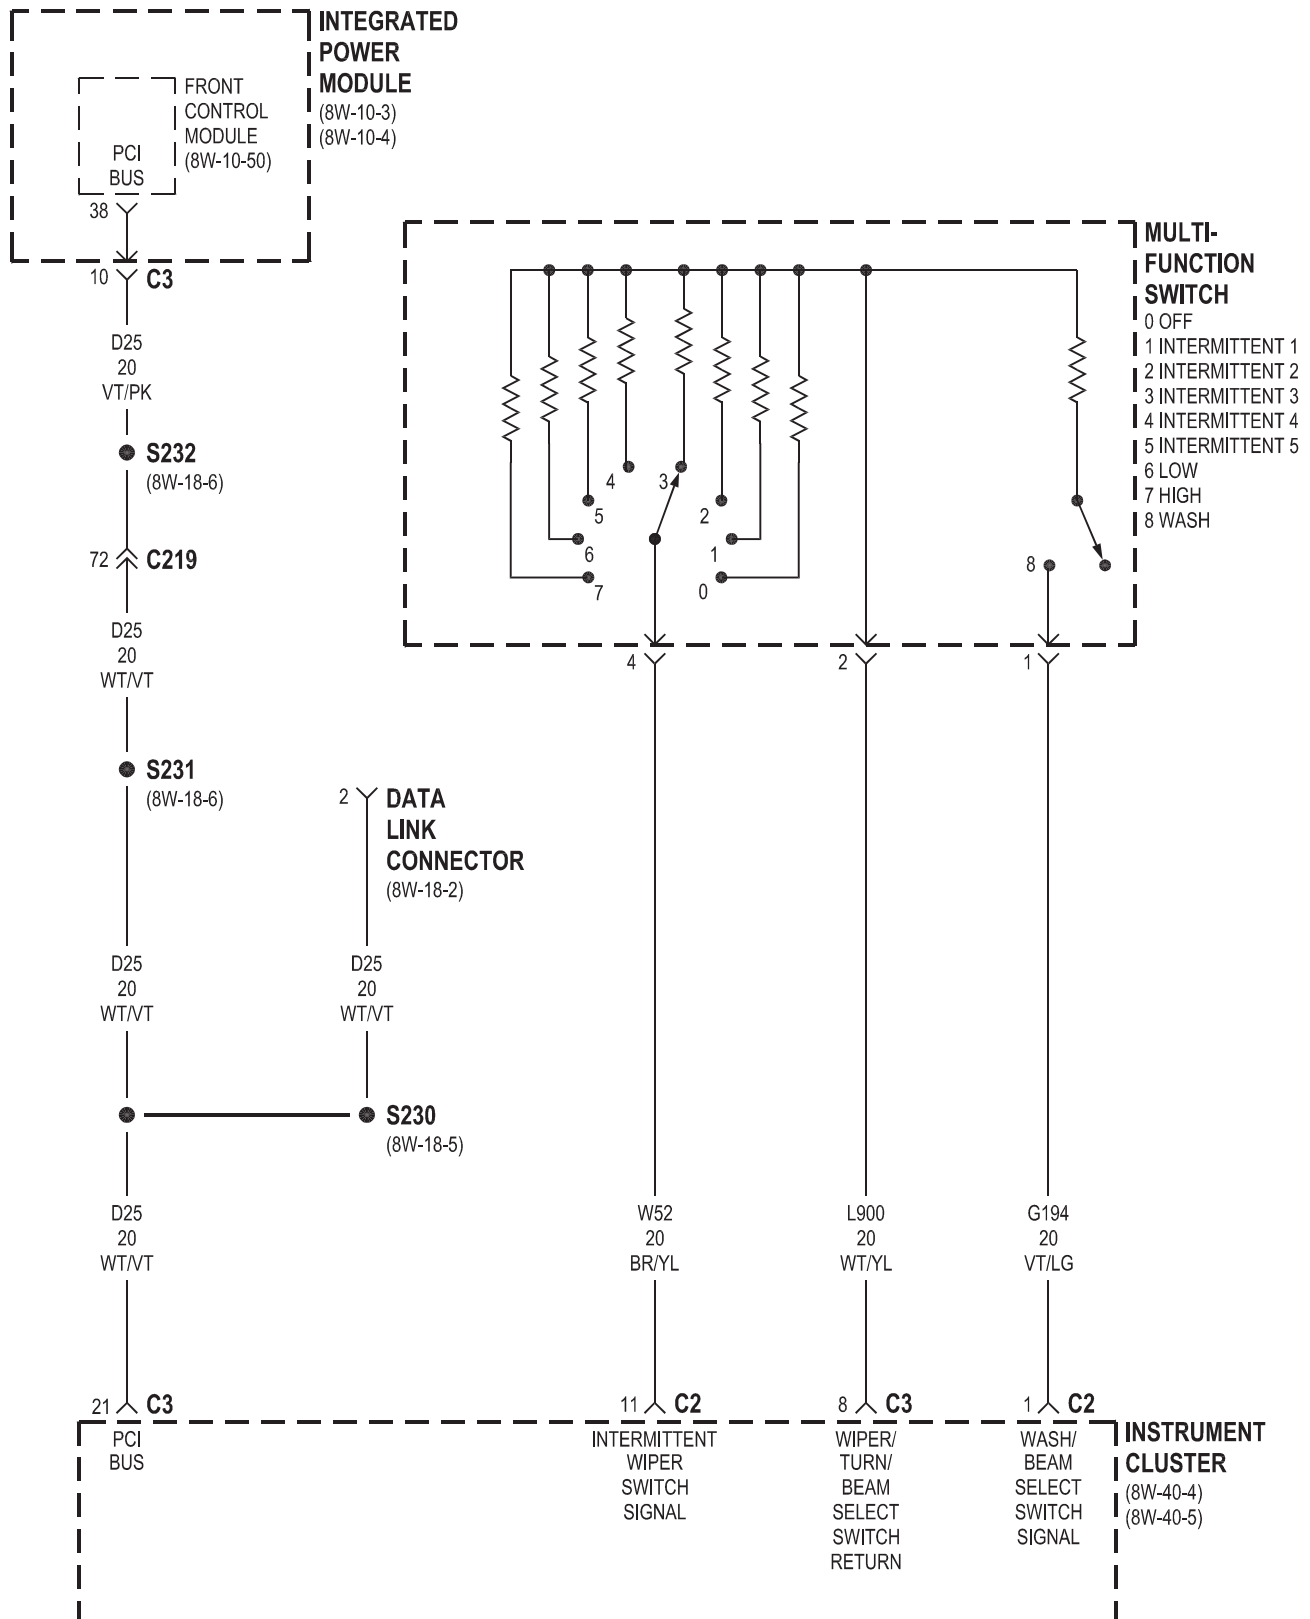 INTEGRATED
POWER
MODULE
(8W-10-3)
(8W-10-4)
FRONT
CONTROL
MODULE
(8W-10-50)
PCI
BUS
38
10
C3
D25
20
VT/PK
S232
(8W-18-6)
72
C219
D25
20
WT/VT
S231
(8W-18-6)
2
DATA
LINK
CONNECTOR
(8W-18-2)
D25
20
WT/VT
D25
20
WT/VT
S230
(8W-18-5)
D25
20
WT/VT
21
C3
PCI
BUS
MULTI-
FUNCTION
SWITCH
0 OFF
1 INTERMITTENT 1
2 INTERMITTENT 2
3 INTERMITTENT 3
4 INTERMITTENT 4
5 INTERMITTENT 5
6 LOW
7 HIGH
8 WASH
4
3
5
2
6
1
7
0
8
4
2
1
W52
20
BR/YL
L900
20
WT/YL
G194
20
VT/LG
11
C2
INTERMITTENT
WIPER
SWITCH
SIGNAL
8
C3
WIPER/
TURN/
BEAM
SELECT
SWITCH
RETURN
1
C2
WASH/
BEAM
SELECT
SWITCH
SIGNAL
INSTRUMENT
CLUSTER
(8W-40-4)
(8W-40-5)